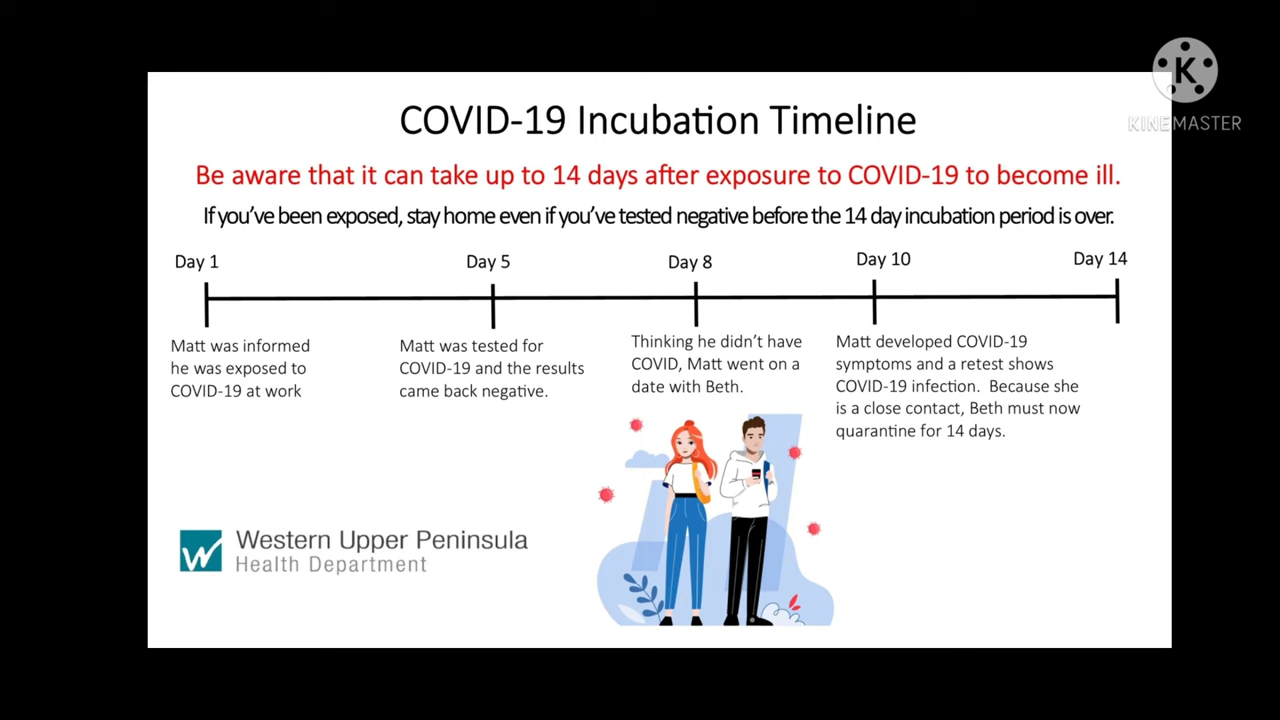 COVID-19 Incubation Timeline
K
KINEMASTER
Be aware that it can take up to 14 days after exposure to COVID-19 to become ill.
If you've been exposed, stay home even if you've tested negative before the 14 day incubation period is over.
Day 1
Day 5
Day 8
Day 10
Day 14
Matt was informed
he was exposed to
COVID-19 at work
Matt was tested for
COVID-19 and the results
came back negative.
Thinking he didn't have
COVID, Matt went on a
date with Beth.
Matt developed COVID-19
symptoms and a retest shows
COVID-19 infection.  Because she
is a close contact, Beth must now
quarantine for 14 days.
W
Western Upper Peninsula
Health Department